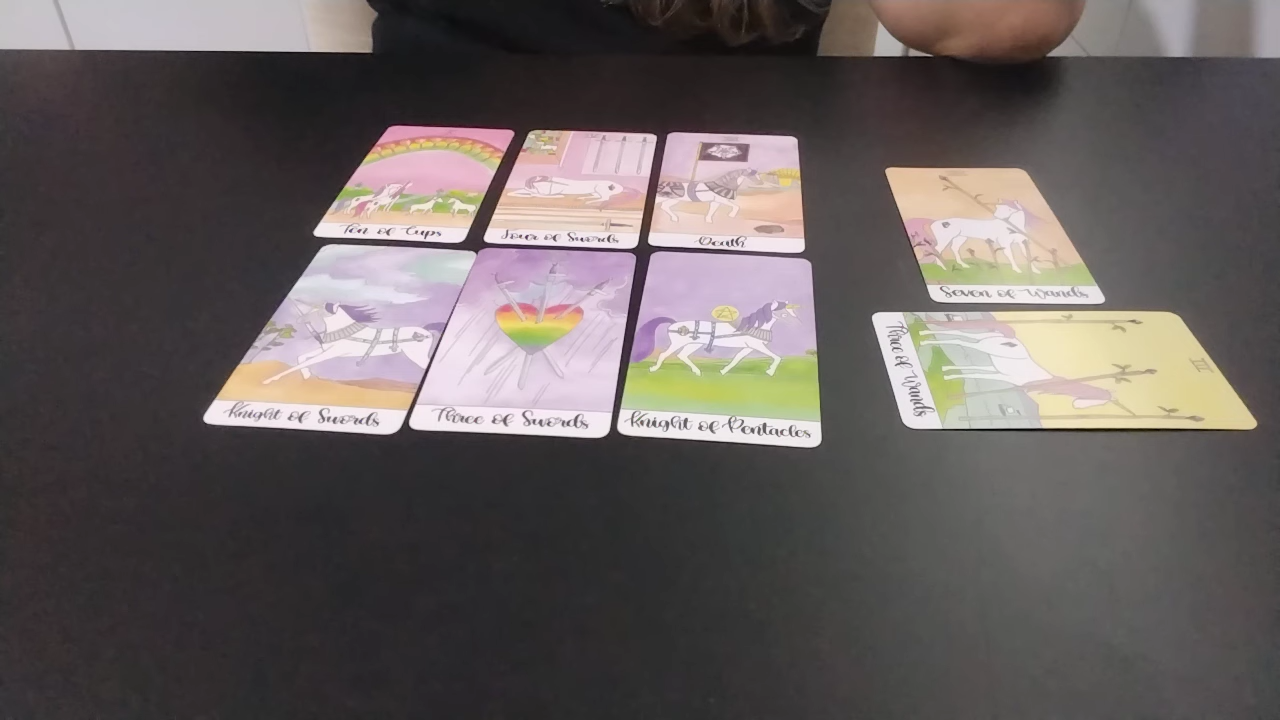 Ten of Cups
Four of Swords
Death
Seven of Wands
Knight of Swords
Three of Swords
Knight of Pentacles
Three of Wands
III